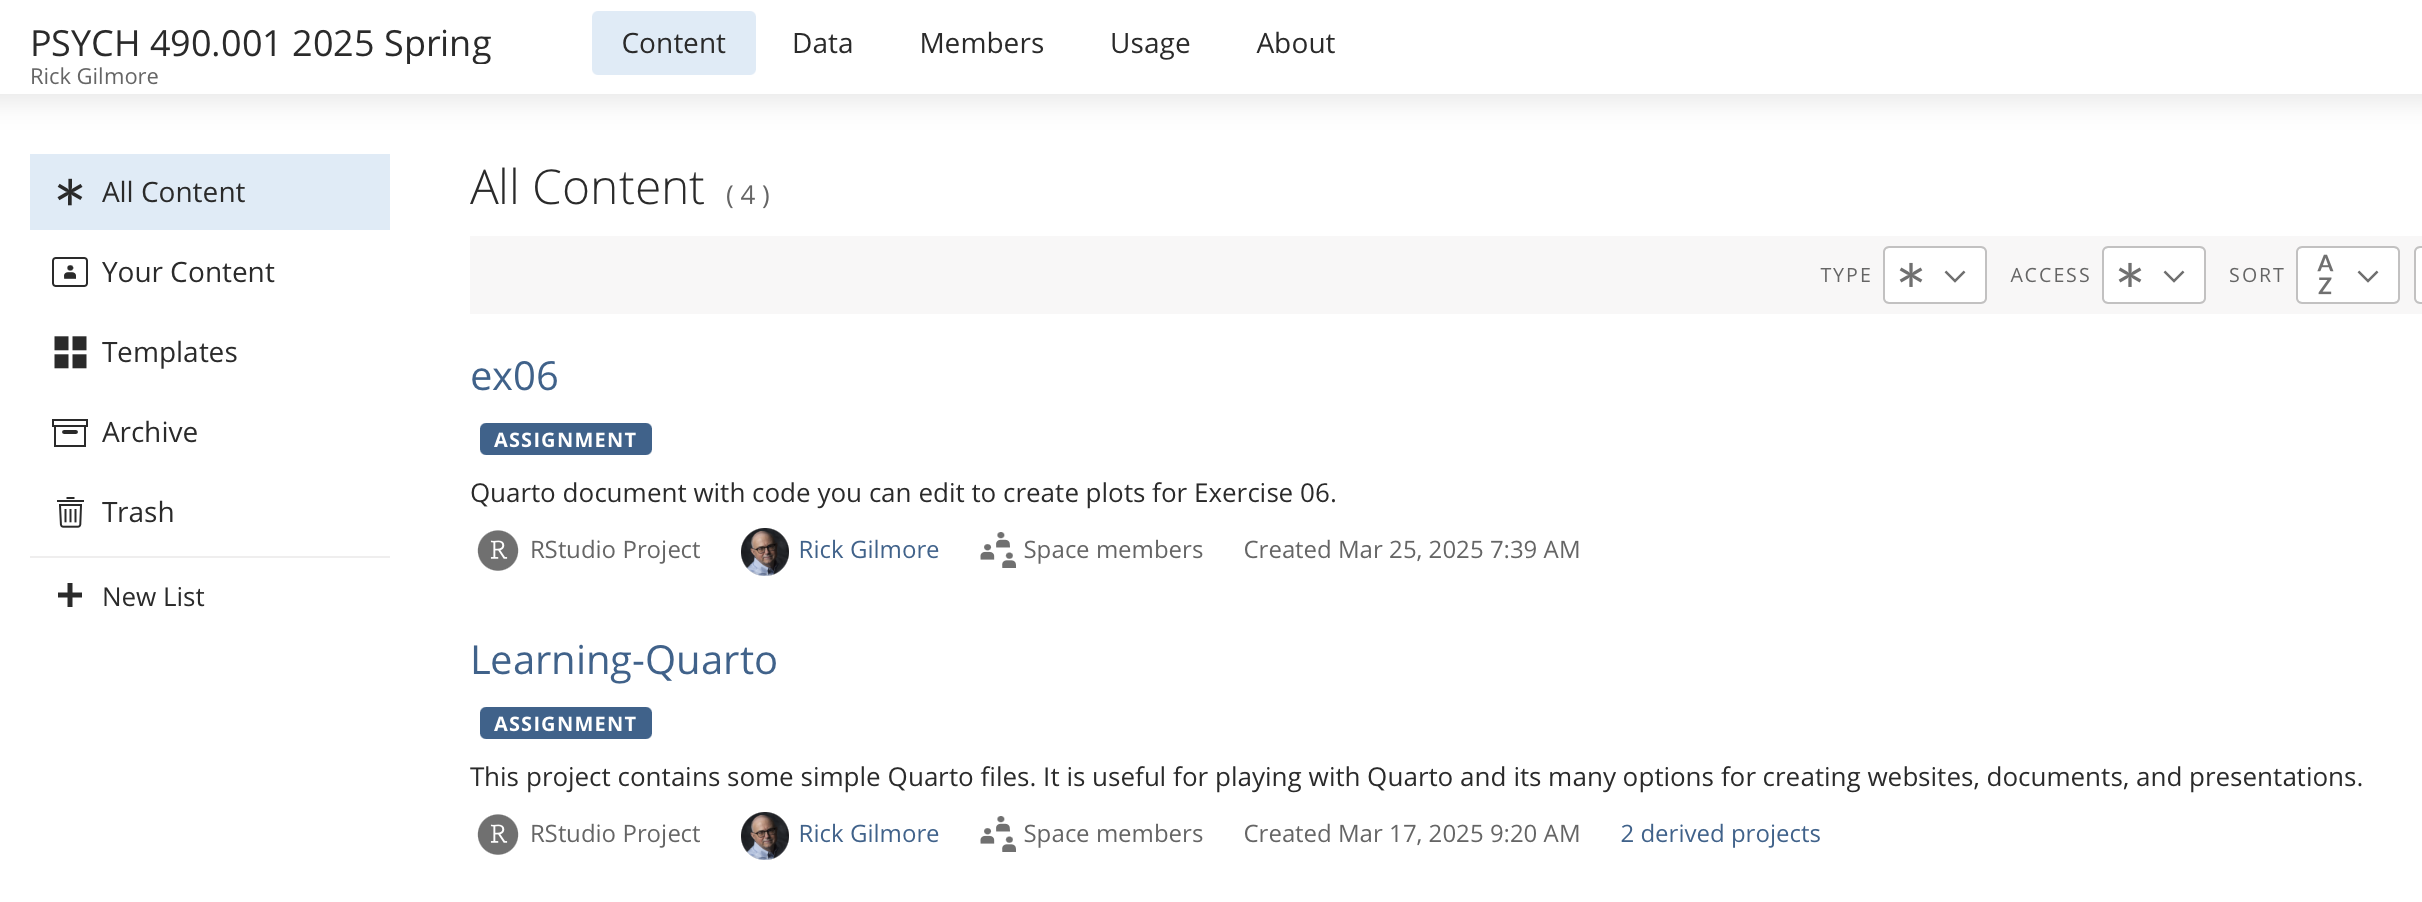 PSYCH 490.001 2025 Spring
Rick Gilmore
Content Data Members Usage About
All Content
Your Content
Templates
Archive
Trash
New List
All Content ( 4 )
TYPE ACCESS SORT A Z
ex06
ASSIGNMENT
Quarto document with code you can edit to create plots for Exercise 06.
R RStudio Project Rick Gilmore Space members Created Mar 25, 2025 7:39 AM
Learning-Quarto
ASSIGNMENT
This project contains some simple Quarto files. It is useful for playing with Quarto and its many options for creating websites, documents, and presentations.
R RStudio Project Rick Gilmore Space members Created Mar 17, 2025 9:20 AM 2 derived projects